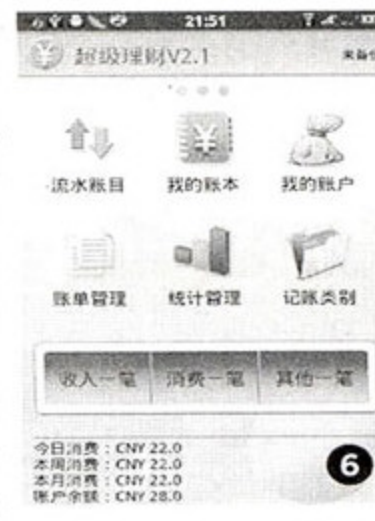 21:51
超级理财V2.1
流水账目 我的账本 我的账户
账单管理 统计管理 记账类别
收入一笔 消费一笔 其他一笔
今日消费：CNY 22.0
本周消费：CNY 22.0
本月消费：CNY 22.0
账户余额：CNY 28.0
6